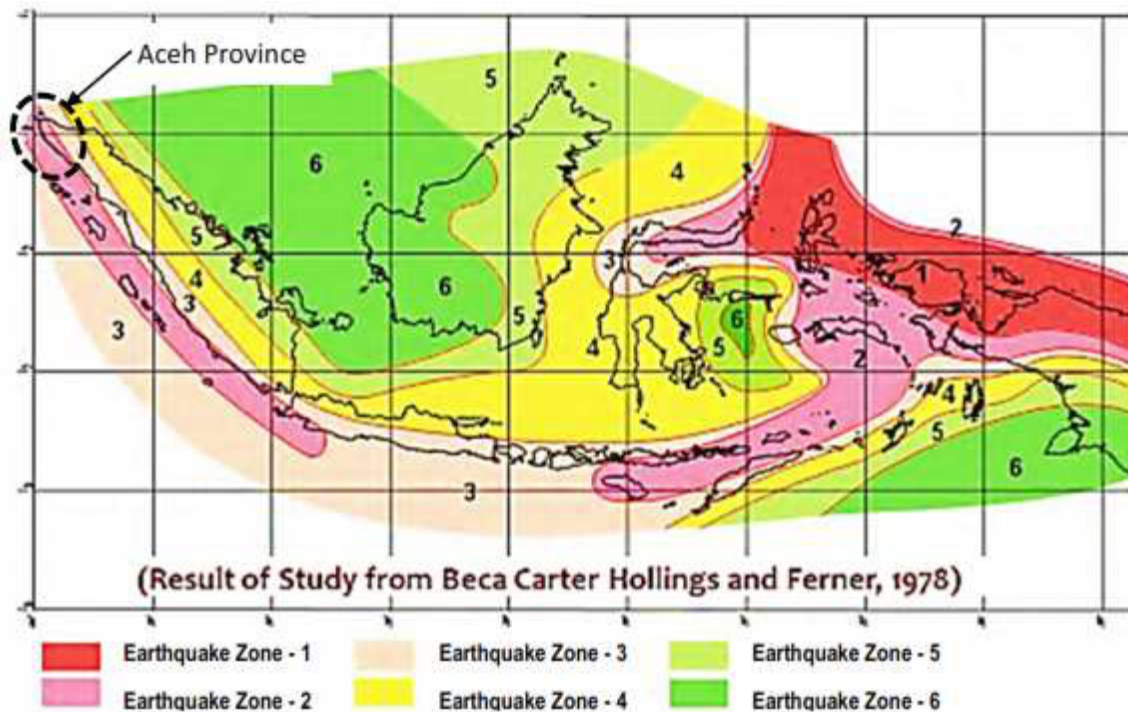 Aceh Province
5
6
4
2
5
3
1
6
4
3
5
3
6
4
5
2
4
5
6
3
(Result of Study from Beca Carter Hollings and Ferner, 1978)
Earthquake Zone - 1
Earthquake Zone - 3
Earthquake Zone - 5
Earthquake Zone - 2
Earthquake Zone - 4
Earthquake Zone - 6